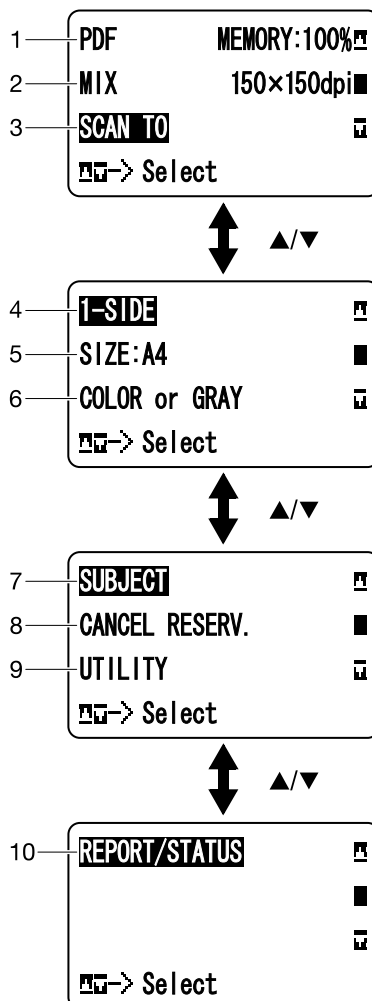 1 PDF MEMORY:100%
2 MIX 150×150dpi
3 SCAN TO
-> Select
▲/▼
4 1-SIDE
5 SIZE:A4
6 COLOR or GRAY
-> Select
▲/▼
7 SUBJECT
8 CANCEL RESERV.
9 UTILITY
-> Select
▲/▼
10 REPORT/STATUS
-> Select